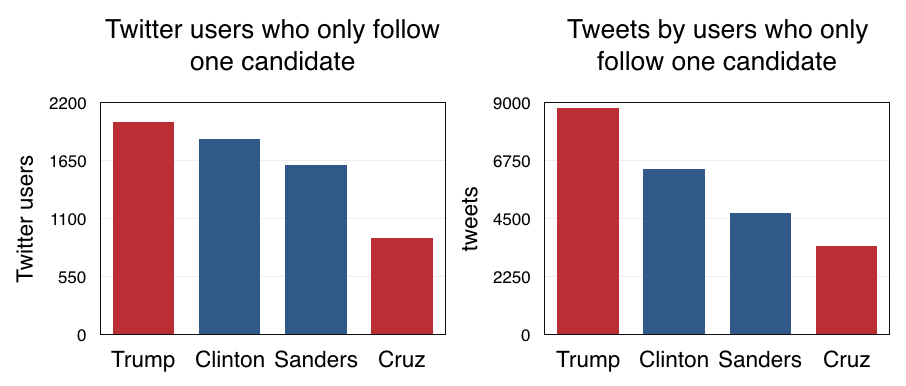 Twitter users who only follow
one candidate
2200
1650
1100
550
0
Twitter users
Trump Clinton Sanders Cruz
Tweets by users who only
follow one candidate
9000
6750
4500
2250
0
tweets
Trump Clinton Sanders Cruz